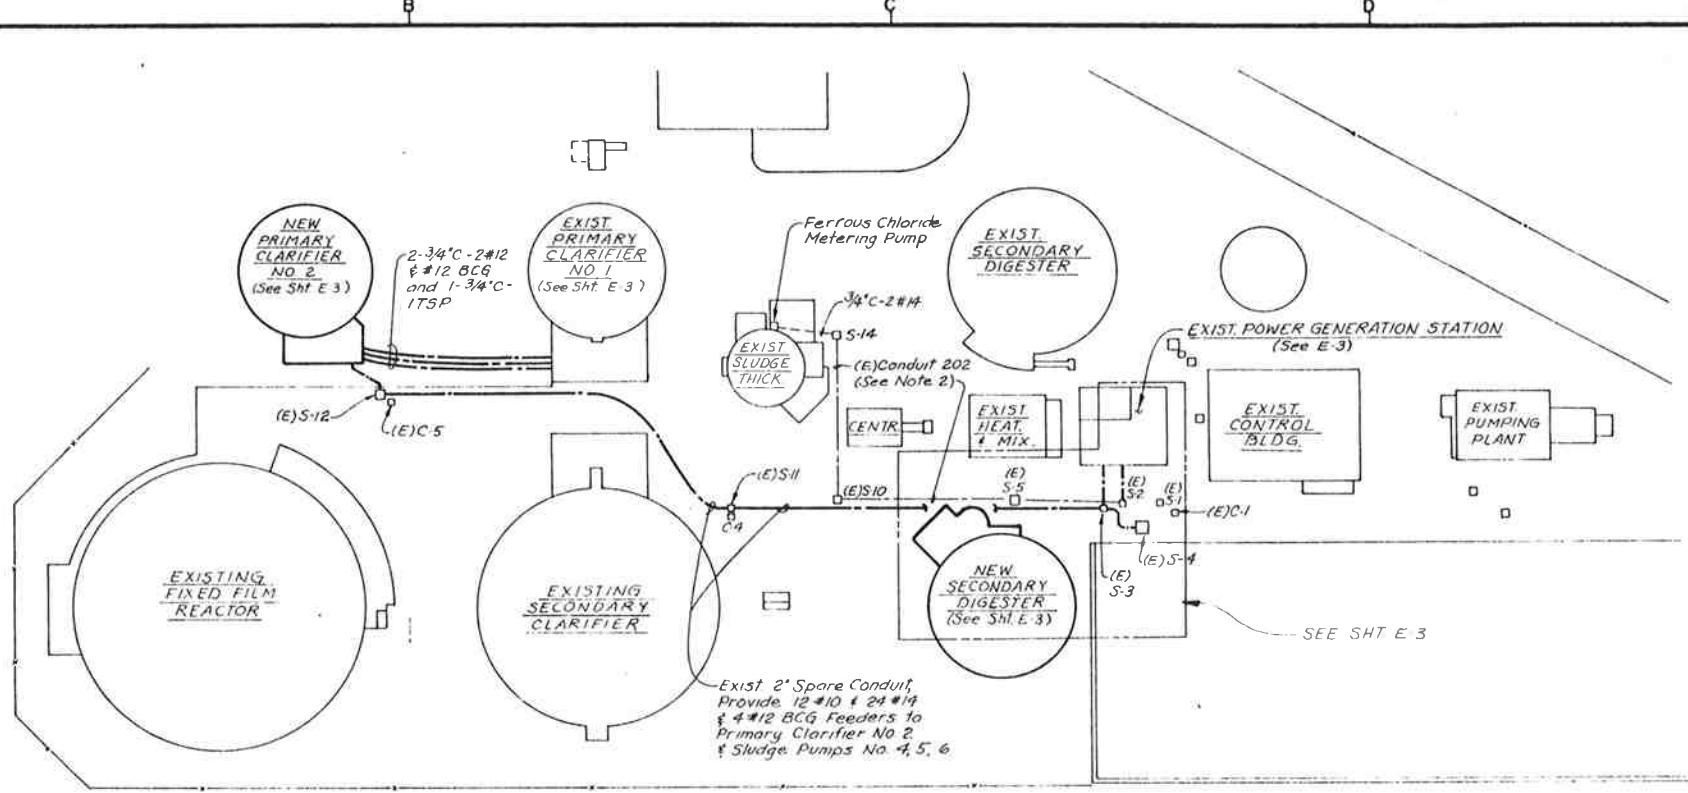 B
C
D
NEW
PRIMARY
CLARIFIER
NO. 2
(See Sht. E-3)
2-3/4"C-2#12
& #12 BCG
and 1-3/4"C-
1TSP
EXIST.
PRIMARY
CLARIFIER
NO. 1
(See Sht. E-3)
Ferrous Chloride
Metering Pump
EXIST.
SECONDARY
DIGESTER
3/4"C-2#14
S-14
EXIST
SLUDGE
THICK.
(E)Conduit 202
(See Note 2)
EXIST. POWER GENERATION STATION
(See E-3)
(E)S-12
(E)C-5
CENTR.
EXIST.
HEAT.
& MIX.
EXIST.
CONTROL
BLDG.
EXIST.
PUMPING
PLANT
(E)S-11
C-4
(E)S-10
(E)
S-5
(E)
S-2
(E)
S-1
(E)C-1
(E)S-4
(E)
S-3
EXISTING
FIXED FILM
REACTOR
EXISTING
SECONDARY
CLARIFIER
NEW
SECONDARY
DIGESTER
(See Sht. E-3)
SEE SHT E-3
Exist. 2" Spare Conduit,
Provide 12 #10 & 24 #14
& 4 #12 BCG Feeders to
Primary Clarifier No. 2
& Sludge Pumps No. 4, 5, 6